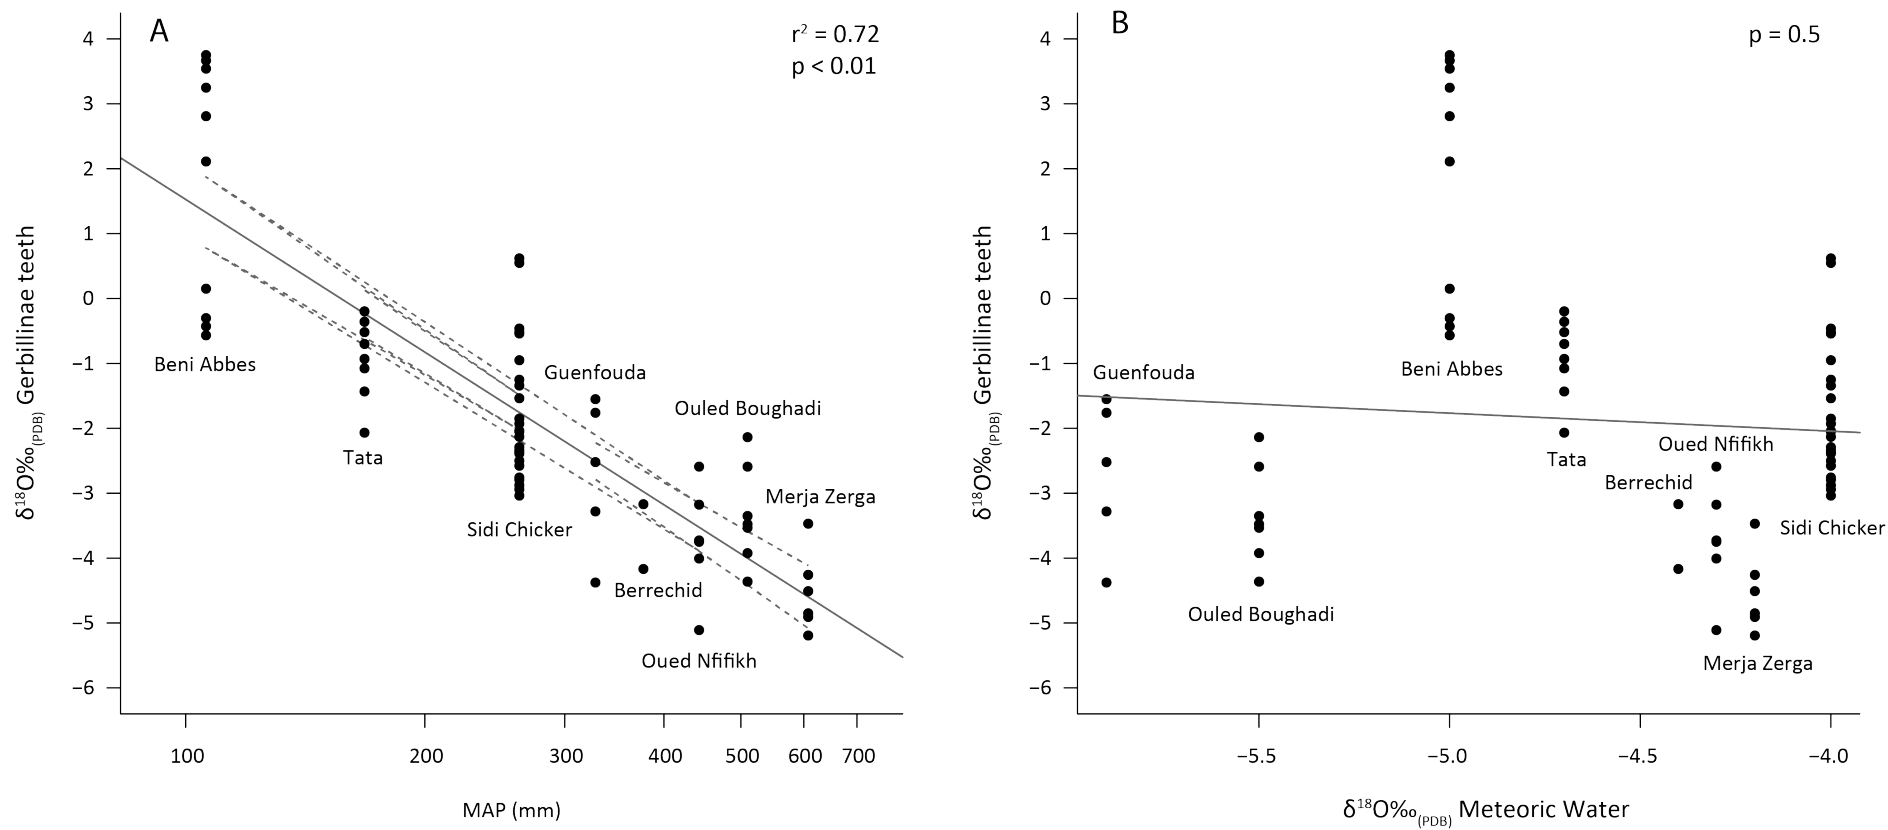 A
r² = 0.72
p < 0.01
4
3
2
1
0
−1
−2
−3
−4
−5
−6
δ¹⁸O‰(PDB) Gerbillinae teeth
Beni Abbes
Tata
Guenfouda
Ouled Boughadi
Merja Zerga
Sidi Chicker
Berrechid
Oued Nfifikh
100 200 300 400 500 600 700
MAP (mm)
B
p = 0.5
4
3
2
1
0
−1
−2
−3
−4
−5
−6
δ¹⁸O‰(PDB) Gerbillinae teeth
Guenfouda
Beni Abbes
Oued Nfifikh
Tata
Berrechid
Sidi Chicker
Ouled Boughadi
Merja Zerga
−5.5 −5.0 −4.5 −4.0
δ¹⁸O‰(PDB) Meteoric Water